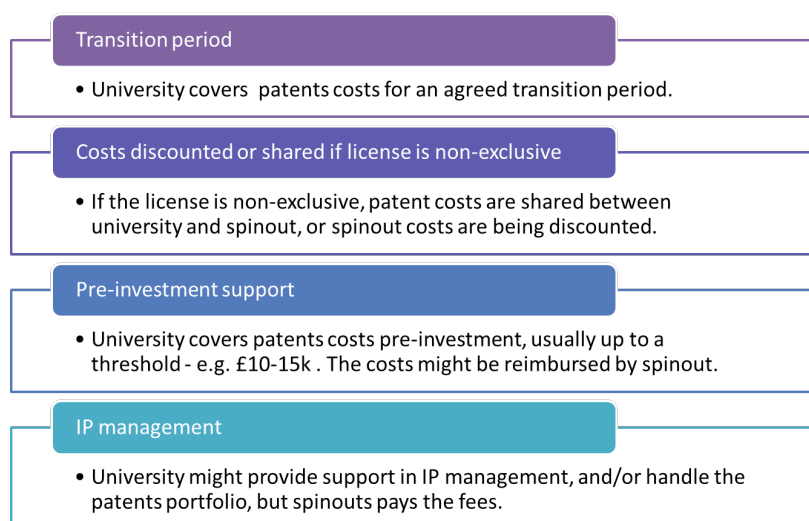 Transition period
• University covers patents costs for an agreed transition period.
Costs discounted or shared if license is non-exclusive
• If the license is non-exclusive, patent costs are shared between
university and spinout, or spinout costs are being discounted.
Pre-investment support
• University covers patents costs pre-investment, usually up to a
threshold - e.g. £10-15k . The costs might be reimbursed by spinout.
IP management
• University might provide support in IP management, and/or handle the
patents portfolio, but spinouts pays the fees.